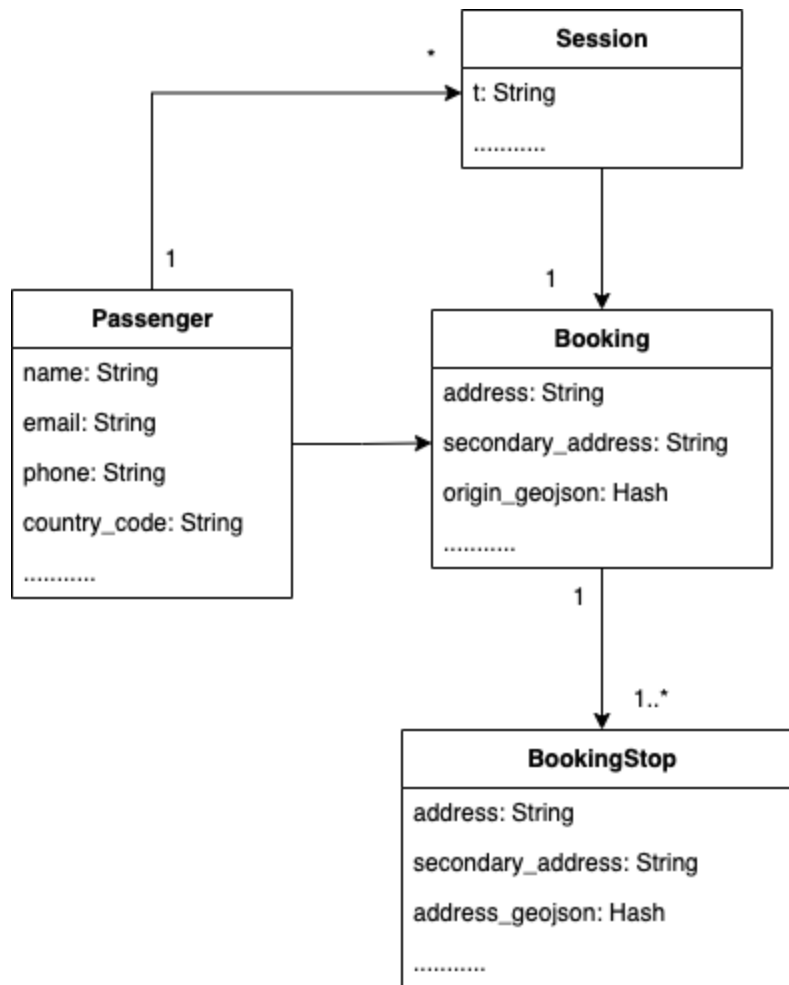 Session
*
t: String
...........
1
1
Passenger
name: String
email: String
phone: String
country_code: String
...........
Booking
address: String
secondary_address: String
origin_geojson: Hash
...........
1
1..*
BookingStop
address: String
secondary_address: String
address_geojson: Hash
...........